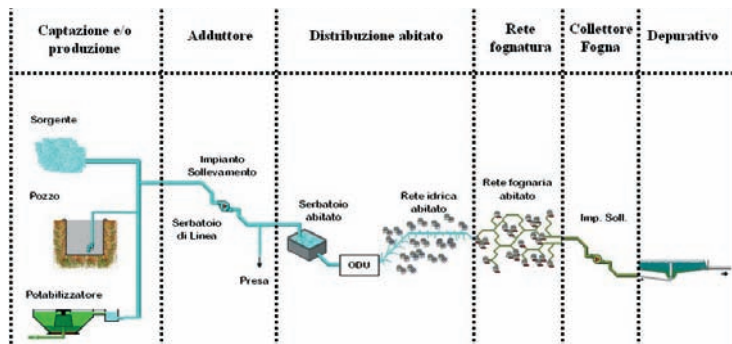 Captazione e/o
produzione
Adduttore
Distribuzione abitato
Rete
fognatura
Collettore
Fogna
Depurativo
Sorgente
Pozzo
Potabilizzatore
Impianto
Sollevamento
Serbatoio
di Linea
Presa
Serbatoio
abitato
ODU
Rete idrica
abitato
Rete fognaria
abitato
Imp. Soll.